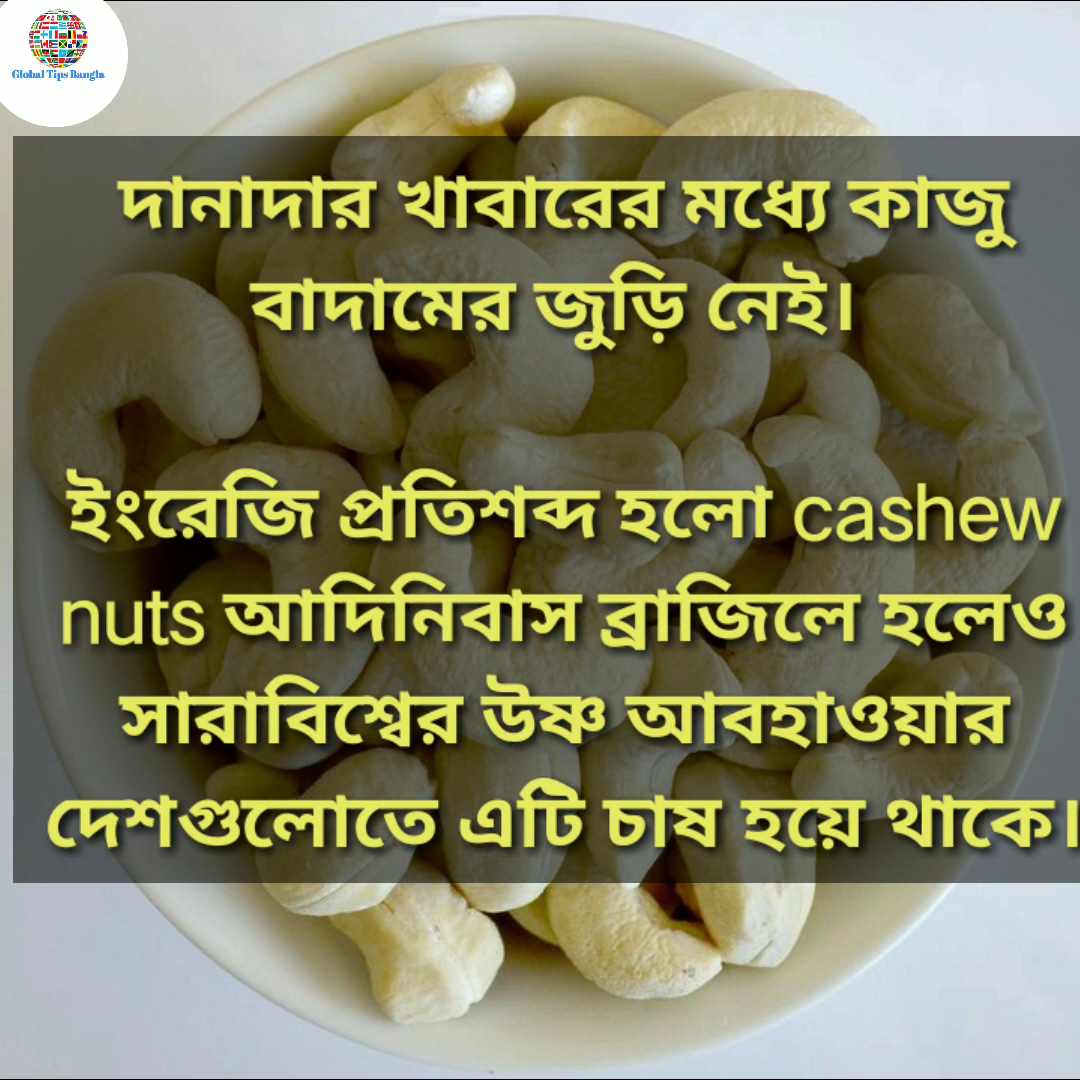 Global Tips Bangla
দানাদার খাবারের মধ্যে কাজু
বাদামের জুড়ি নেই।
ইংরেজি প্রতিশব্দ হলো cashew
nuts আদিনিবাস ব্রাজিলে হলেও
সারাবিশ্বের উষ্ণ আবহাওয়ার
দেশগুলোতে এটি চাষ হয়ে থাকে।